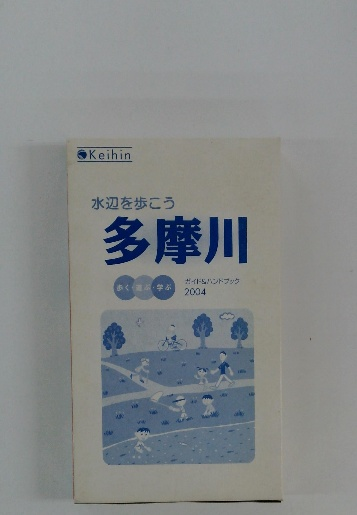 Keihin
水辺を歩こう
多摩川
歩く・遊ぶ・学ぶ
ガイド&ハンドブック
2004